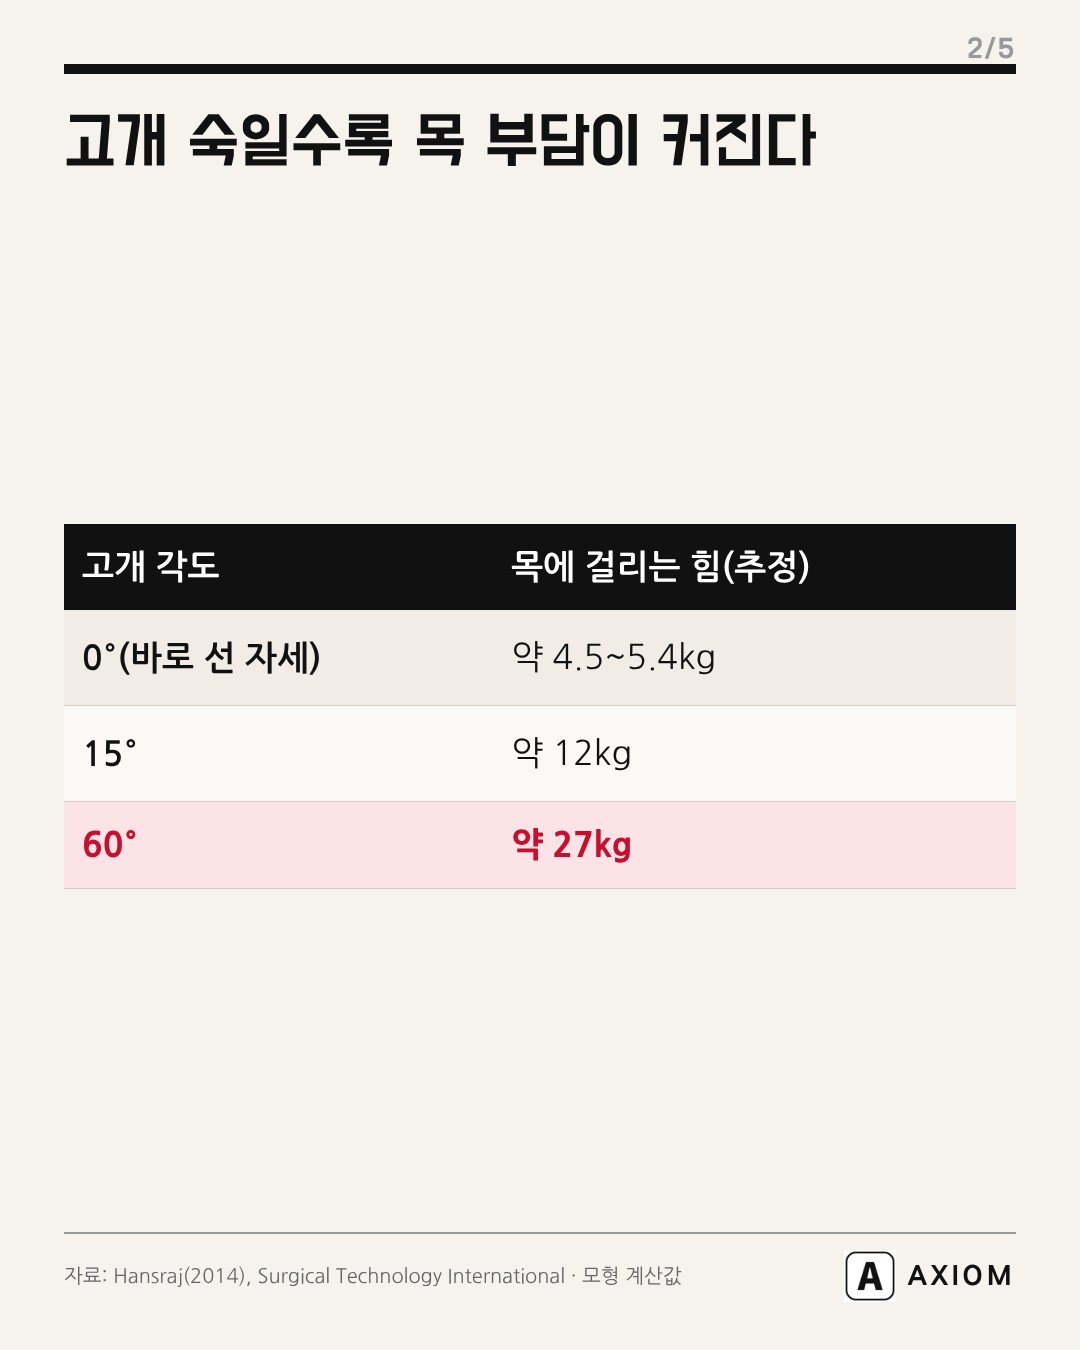 2/5
고개 숙일수록 목 부담이 커진다
고개 각도 목에 걸리는 힘(추정)
0°(바로 선 자세) 약 4.5~5.4kg
15° 약 12kg
60° 약 27kg
자료: Hansraj(2014), Surgical Technology International · 모형 계산값
A AXIOM